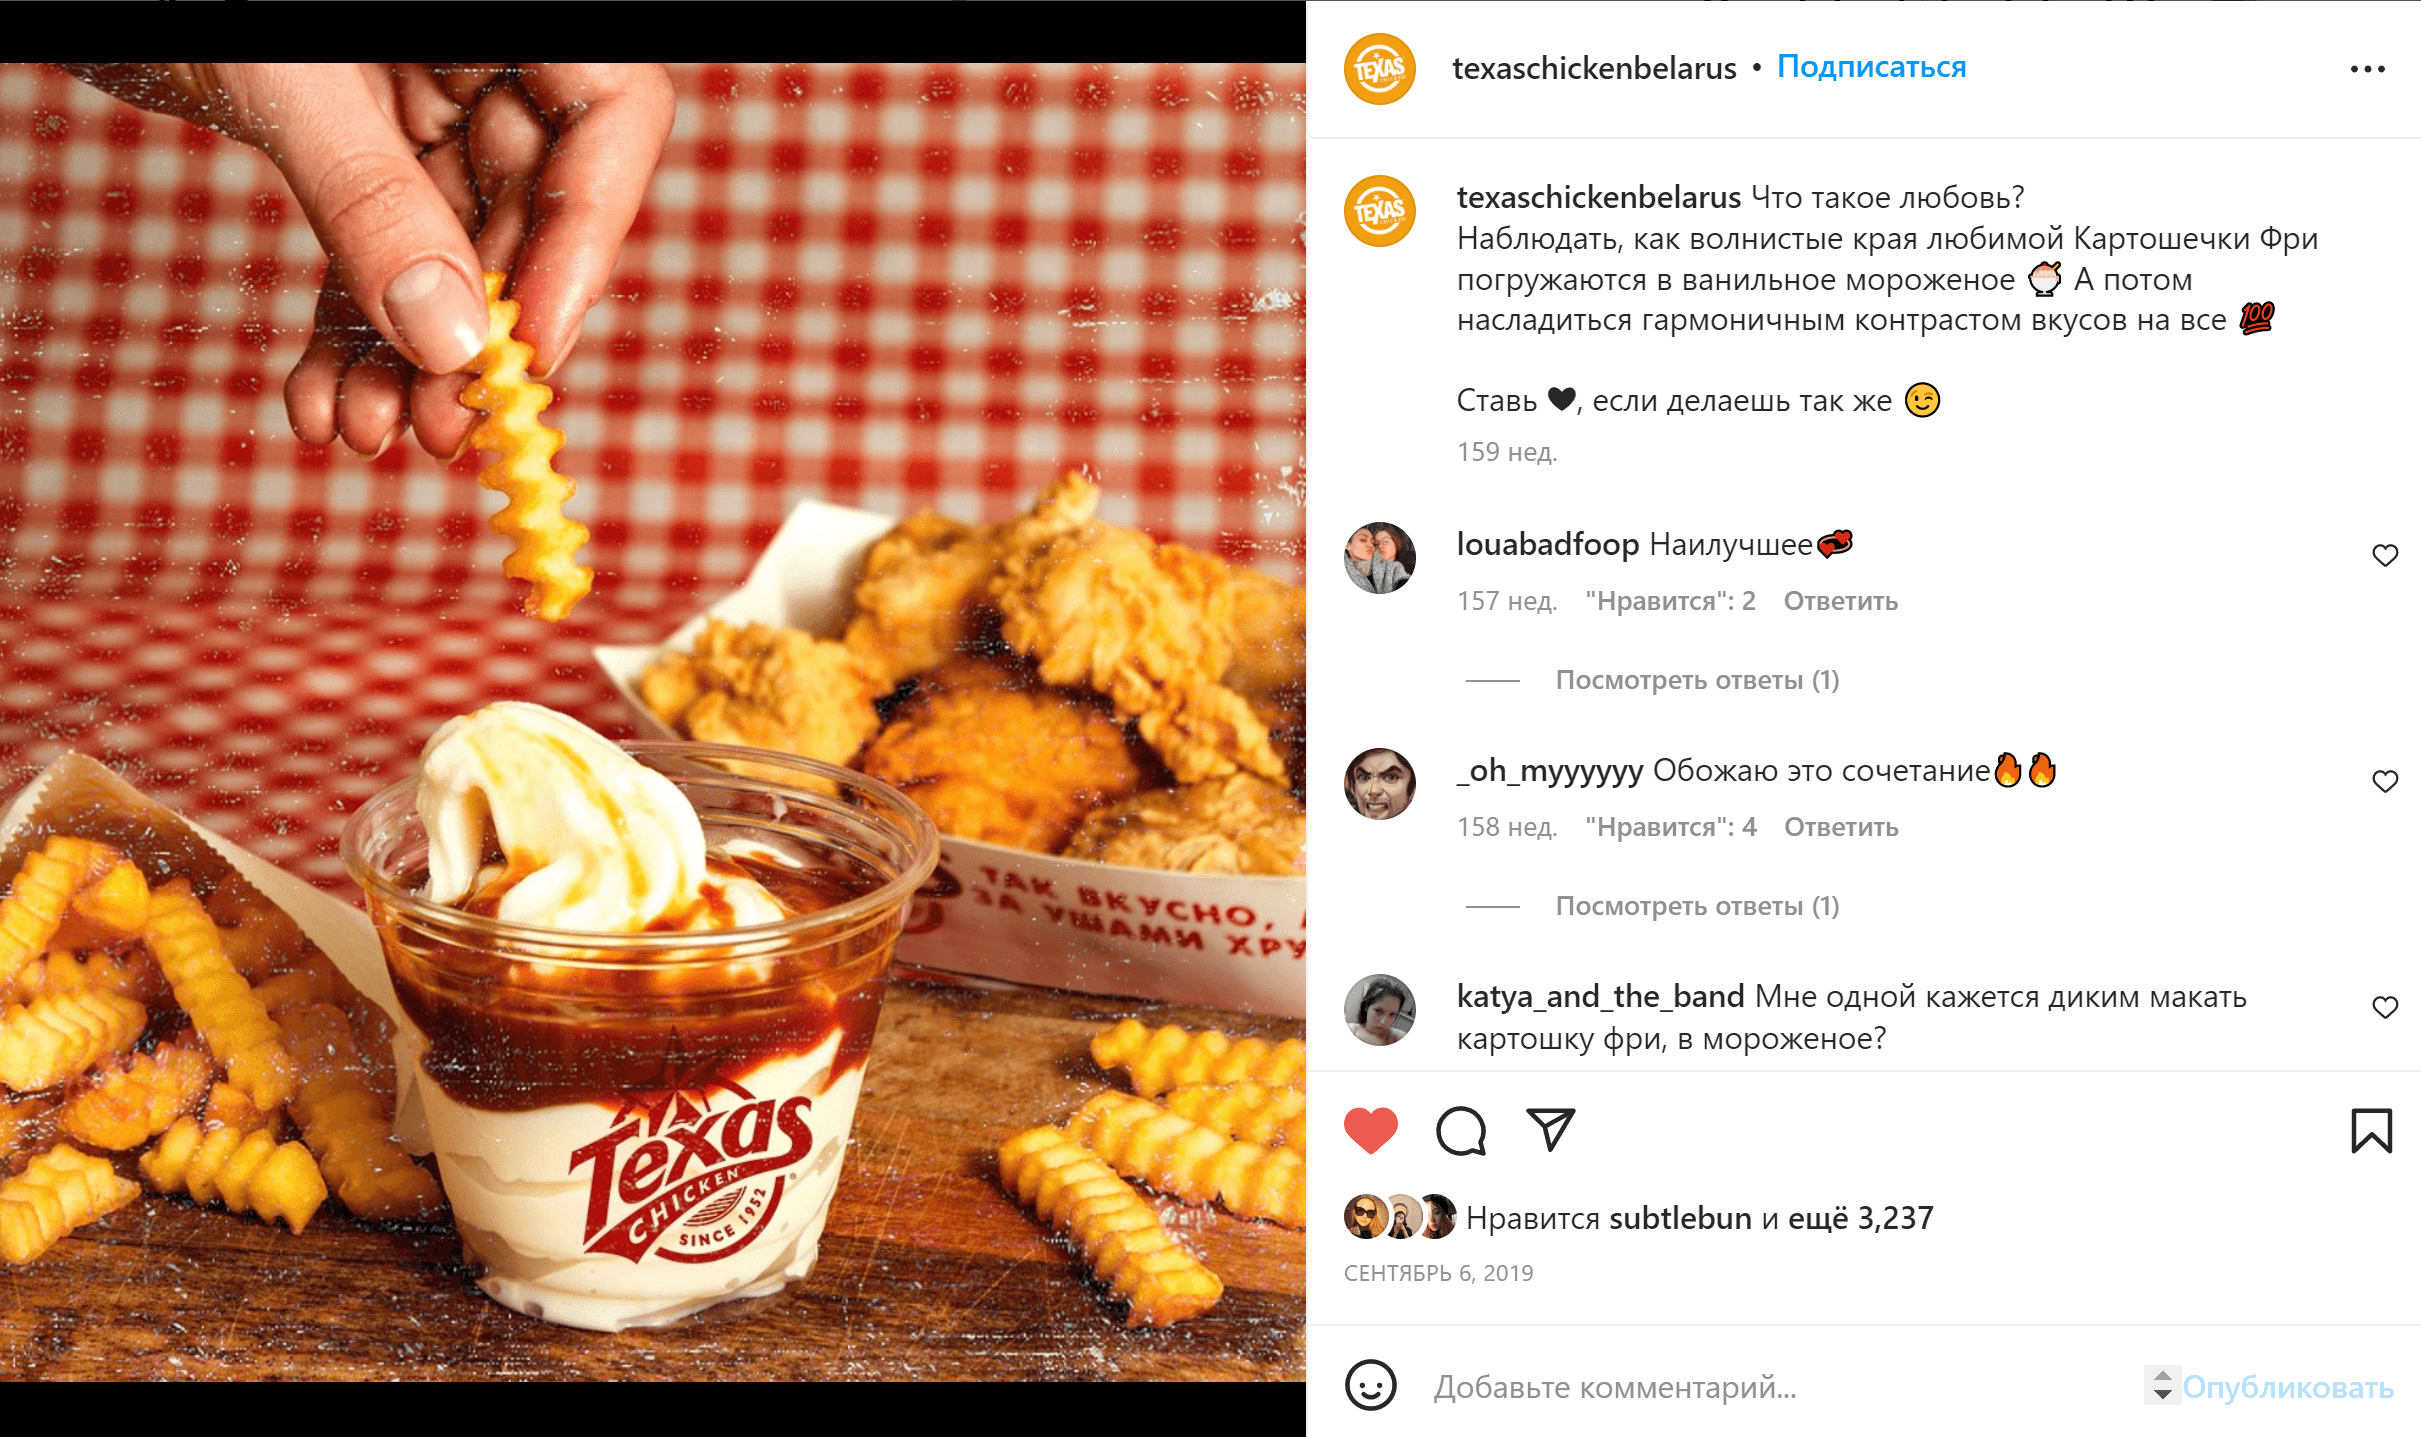 ТАК ВКУСНО,
ЗА УШАМИ ХРУ
Texas
CHICKEN
SINCE 1952
TEXAS
CHICKEN
texaschickenbelarus • Подписаться
TEXAS
CHICKEN
texaschickenbelarus Что такое любовь?
Наблюдать, как волнистые края любимой Картошечки Фри
погружаются в ванильное мороженое 🍧 А потом
насладиться гармоничным контрастом вкусов на все 💯
Ставь 🖤, если делаешь так же 😉
159 нед.
louabadfoop Наилучшее💞
157 нед. "Нравится": 2 Ответить
Посмотреть ответы (1)
_oh_myyyyyy Обожаю это сочетание🔥🔥
158 нед. "Нравится": 4 Ответить
Посмотреть ответы (1)
katya_and_the_band Мне одной кажется диким макать
картошку фри, в мороженое?
Нравится subtlebun и ещё 3,237
СЕНТЯБРЬ 6, 2019
Добавьте комментарий...
Опубликовать